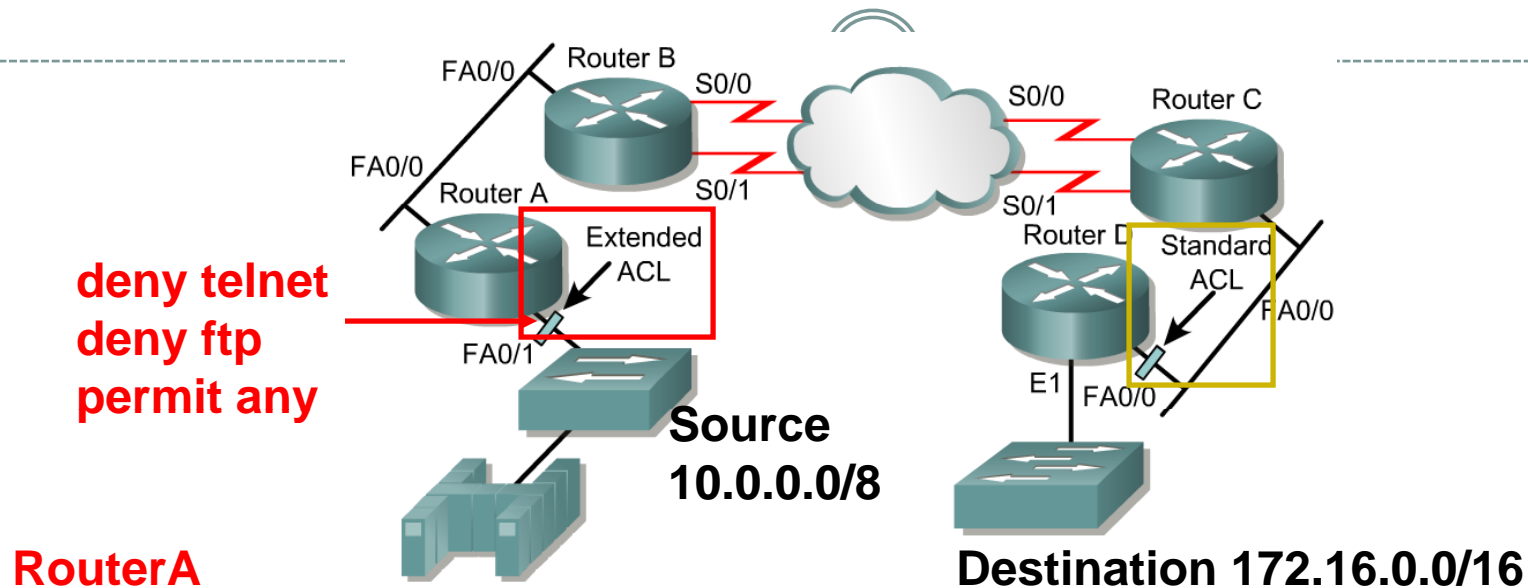 FA0/0
Router B
S0/0
S0/0
Router C
FA0/0
S0/1
S0/1
Router A
Extended
ACL
Router D
Standard
ACL
FA0/0
deny telnet
deny ftp
permit any
FA0/1
E1
FA0/0
Source
10.0.0.0/8
RouterA
Destination 172.16.0.0/16